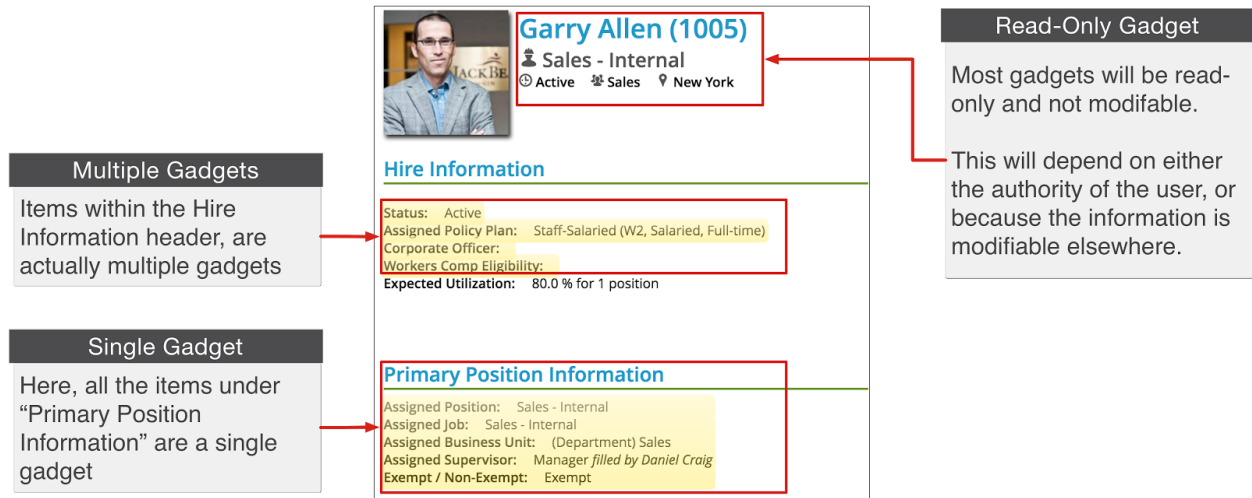 Garry Allen (1005)
Sales - Internal
Active Sales New York
JACKBE
Read-Only Gadget
Most gadgets will be read-
only and not modifable.
This will depend on either
the authority of the user, or
because the information is
modifiable elsewhere.
Multiple Gadgets
Items within the Hire
Information header, are
actually multiple gadgets
Hire Information
Status: Active
Assigned Policy Plan: Staff-Salaried (W2, Salaried, Full-time)
Corporate Officer:
Workers Comp Eligibility:
Expected Utilization: 80.0 % for 1 position
Single Gadget
Here, all the items under
“Primary Position
Information” are a single
gadget
Primary Position Information
Assigned Position: Sales - Internal
Assigned Job: Sales - Internal
Assigned Business Unit: (Department) Sales
Assigned Supervisor: Manager filled by Daniel Craig
Exempt / Non-Exempt: Exempt